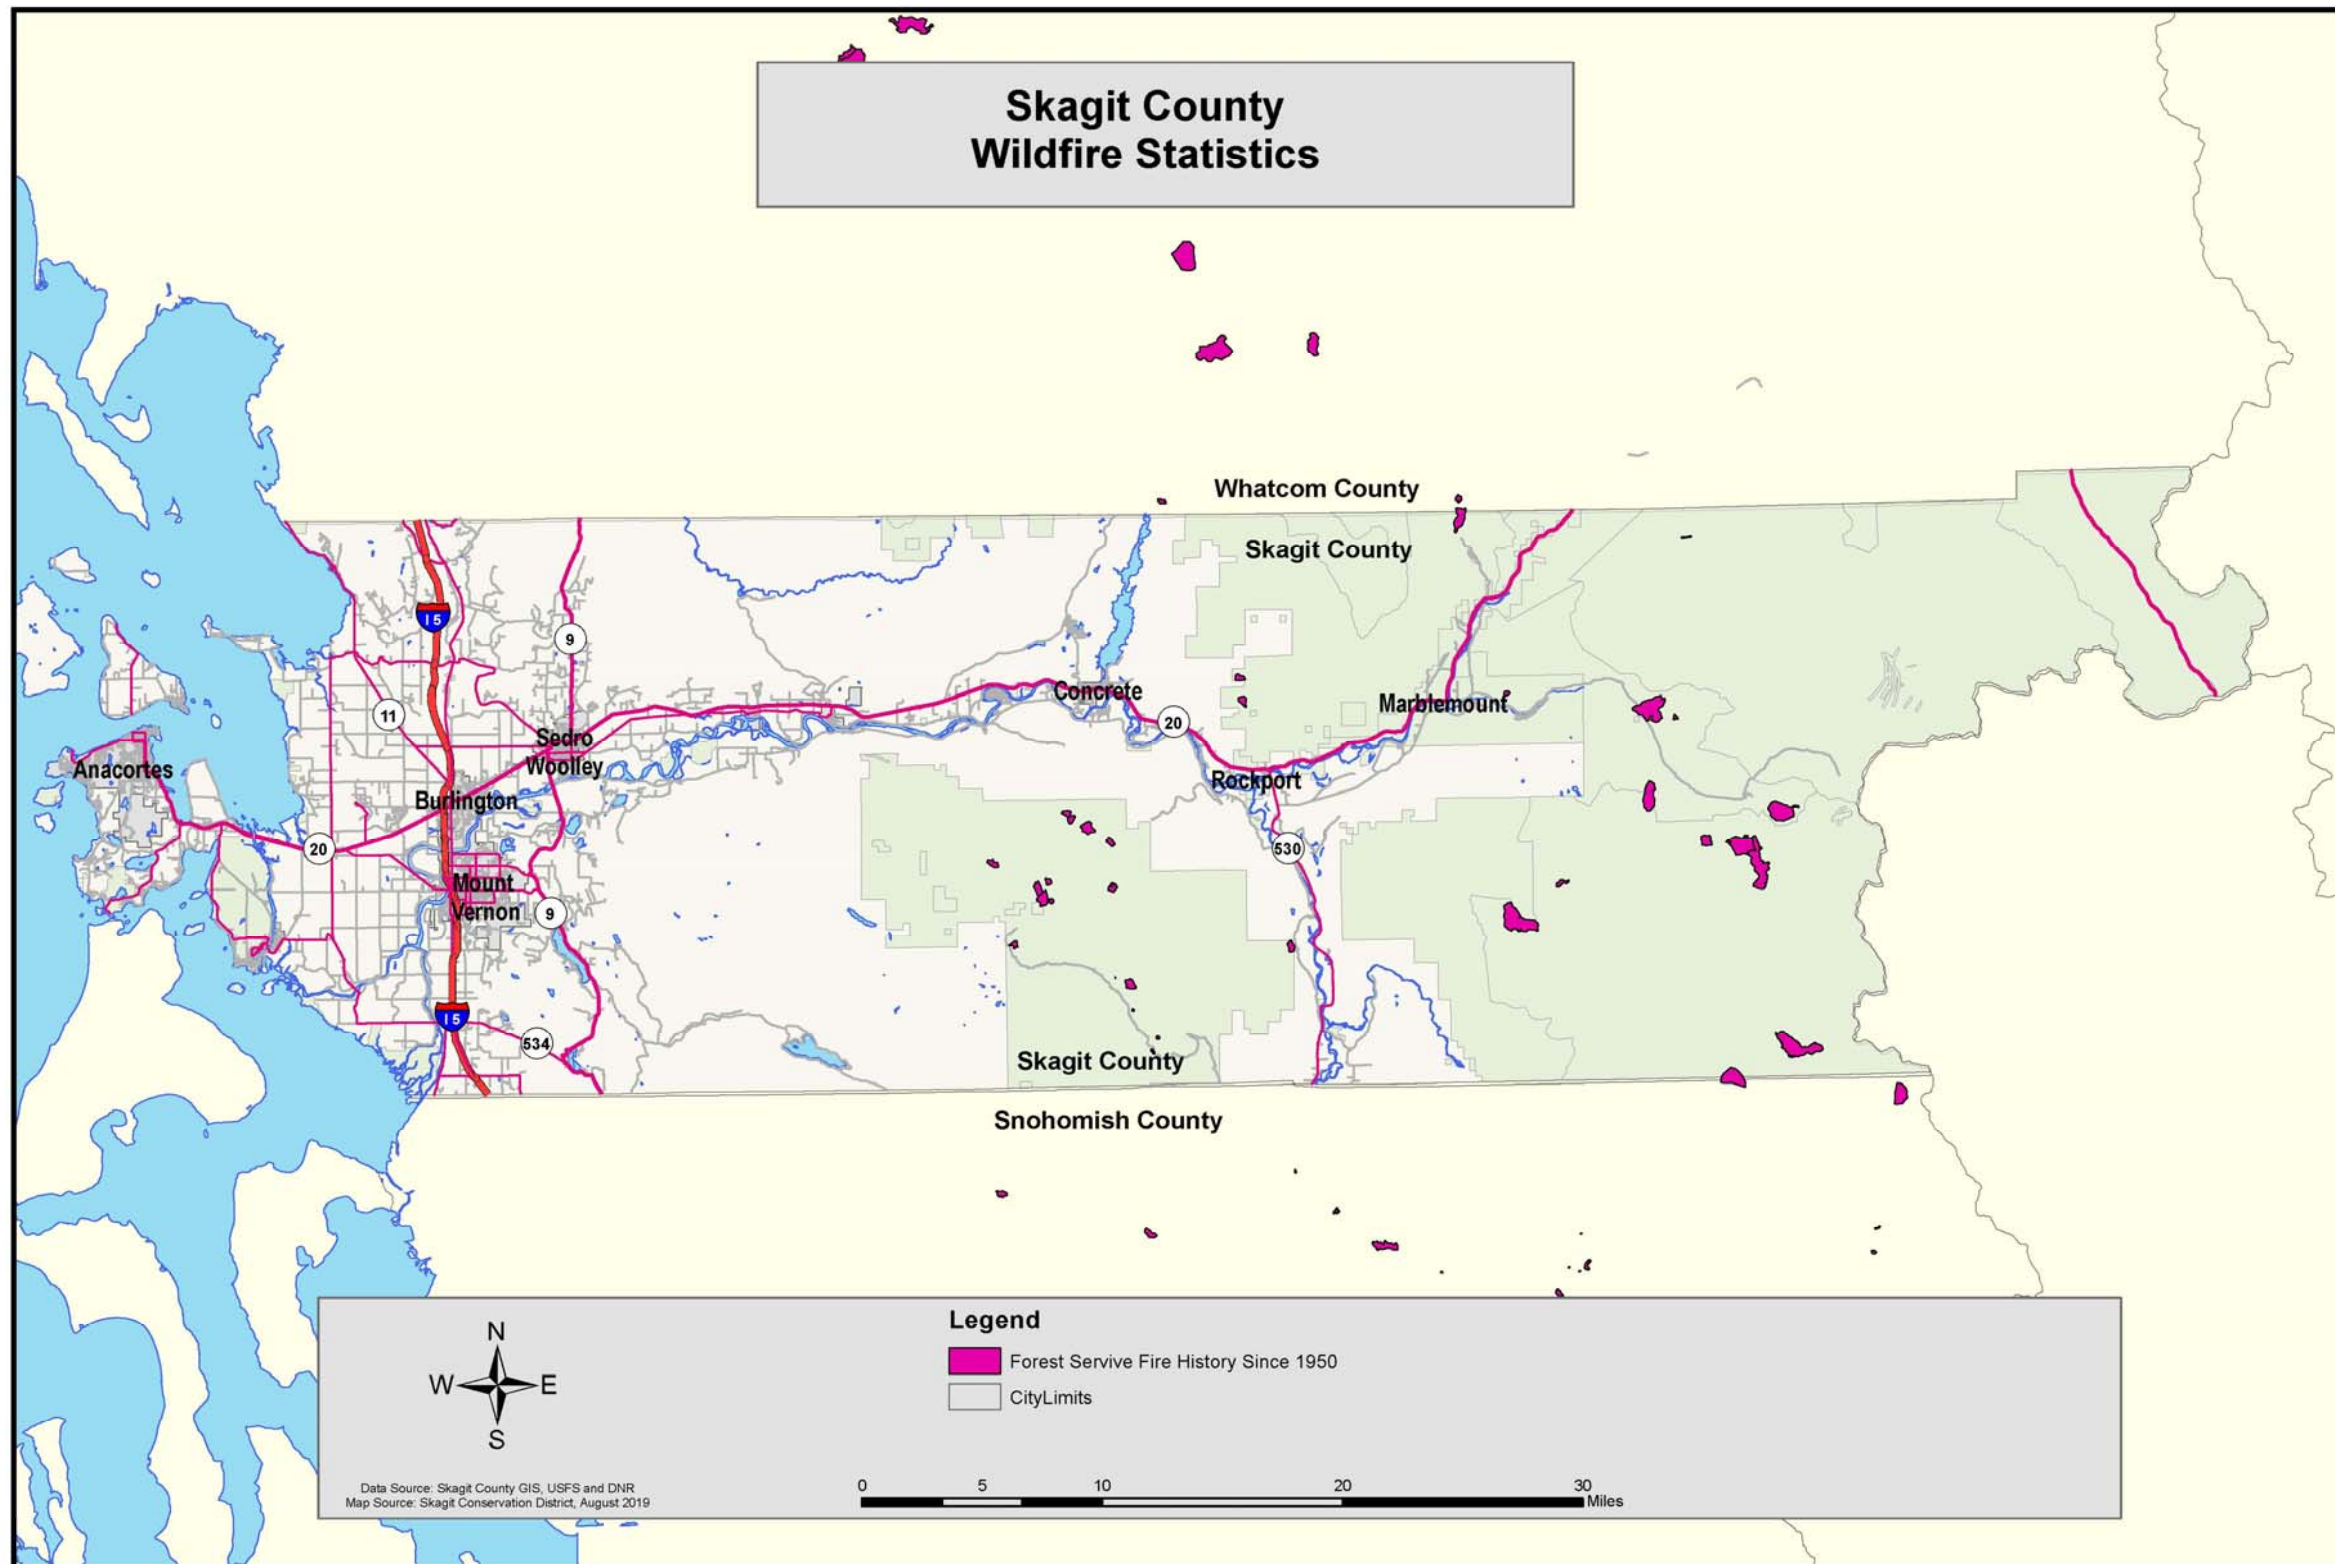 Skagit County
Wildfire Statistics
Whatcom County
Skagit County
I 5
9
Concrete
11
20
Marblemount
Sedro
Woolley
Anacortes
Rockport
Burlington
20
530
Mount
Vernon
9
I 5
534
Skagit County
Snohomish County
Legend
N
W E
S
Forest Servive Fire History Since 1950
CityLimits
Data Source: Skagit County GIS, USFS and DNR
Map Source: Skagit Conservation District, August 2019
0 5 10 20 30
Miles